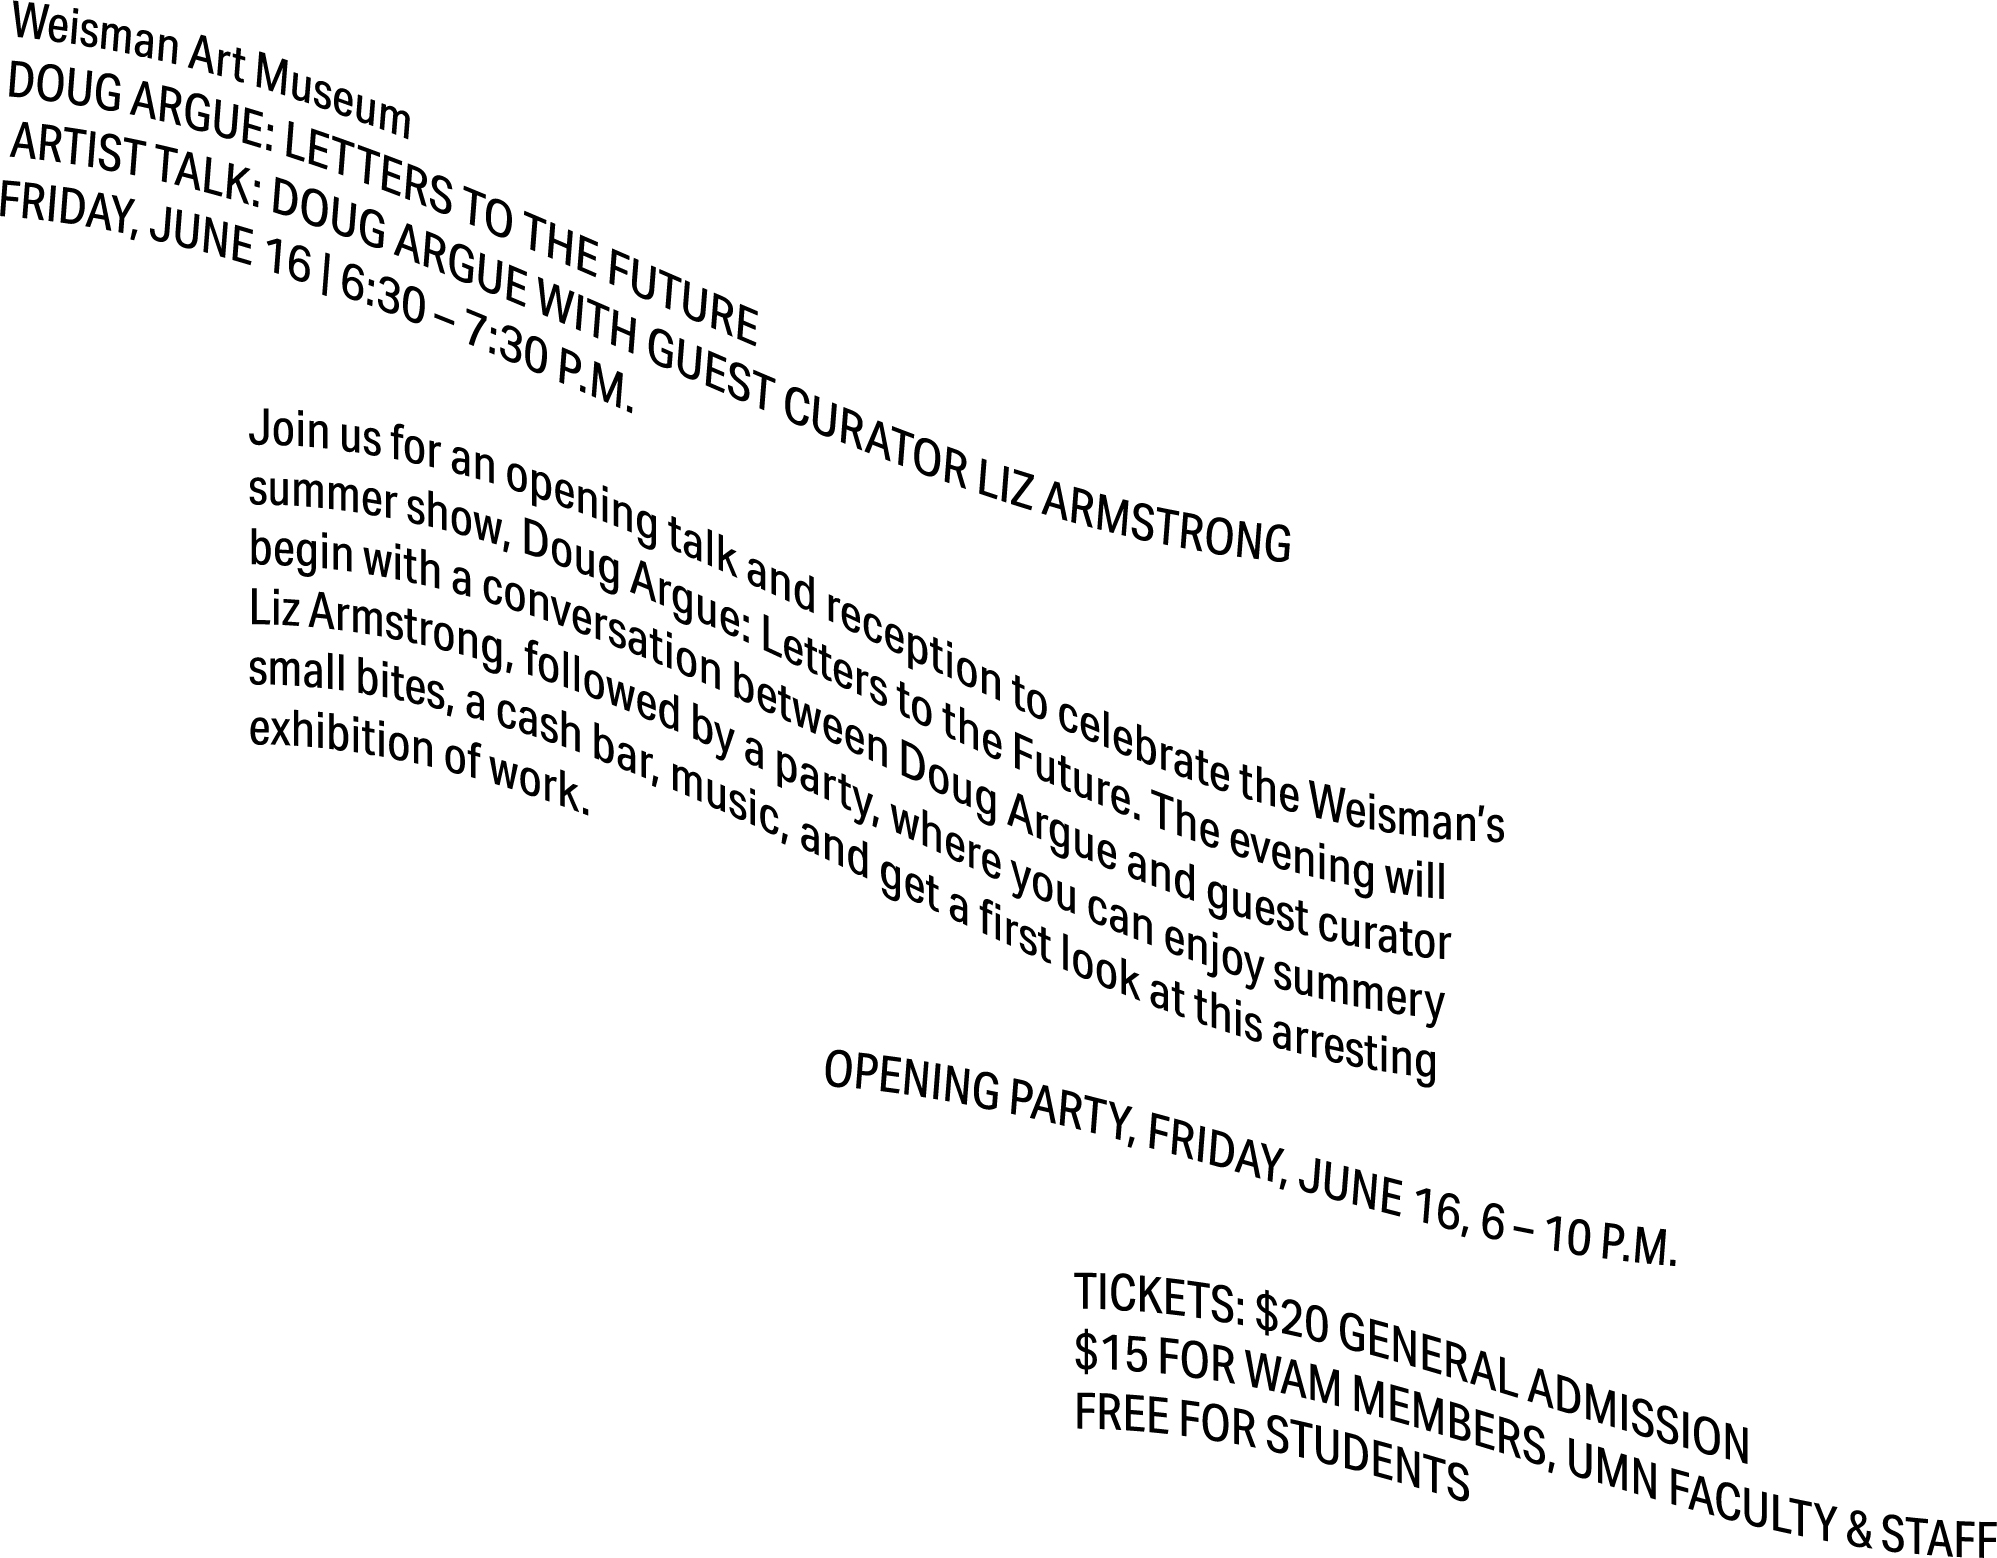 Weisman Art Museum
DOUG ARGUE: LETTERS TO THE FUTURE
ARTIST TALK: DOUG ARGUE WITH GUEST CURATOR LIZ ARMSTRONG
FRIDAY, JUNE 16 | 6:30 – 7:30 P.M.
Join us for an opening talk and reception to celebrate the Weisman’s
summer show, Doug Argue: Letters to the Future. The evening will
begin with a conversation between Doug Argue and guest curator
Liz Armstrong, followed by a party, where you can enjoy summery
small bites, a cash bar, music, and get a first look at this arresting
exhibition of work.
OPENING PARTY, FRIDAY, JUNE 16, 6 – 10 P.M.
TICKETS: $20 GENERAL ADMISSION
$15 FOR WAM MEMBERS, UMN FACULTY & STAFF
FREE FOR STUDENTS